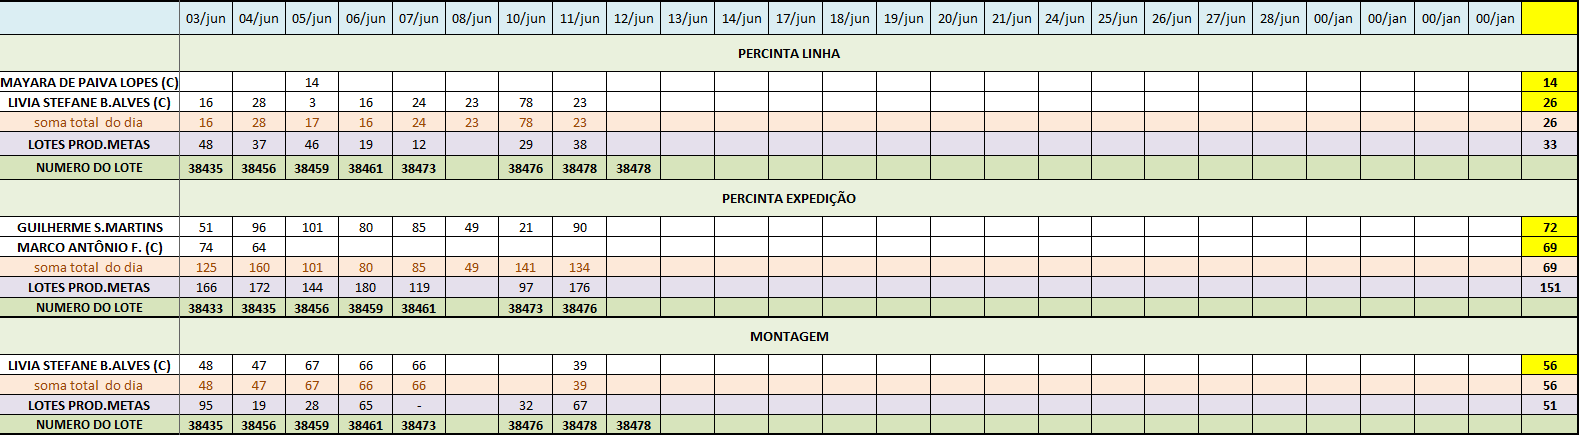 03/jun 04/jun 05/jun 06/jun 07/jun 08/jun 10/jun 11/jun 12/jun 13/jun 14/jun 17/jun 18/jun 19/jun 20/jun 21/jun 24/jun 25/jun 26/jun 27/jun 28/jun 00/jan 00/jan 00/jan 00/jan
PERCINTA LINHA
MAYARA DE PAIVA LOPES (C) 14 14
LIVIA STEFANE B.ALVES (C) 16 28 3 16 24 23 78 23 26
soma total do dia 16 28 17 16 24 23 78 23 26
LOTES PROD.METAS 48 37 46 19 12 29 38 33
NUMERO DO LOTE 38435 38456 38459 38461 38473 38476 38478 38478
PERCINTA EXPEDIÇÃO
GUILHERME S.MARTINS 51 96 101 80 85 49 21 90 72
MARCO ANTÔNIO F. (C) 74 64 69
soma total do dia 125 160 101 80 85 49 141 134 69
LOTES PROD.METAS 166 172 144 180 119 97 176 151
NUMERO DO LOTE 38433 38435 38456 38459 38461 38473 38476
MONTAGEM
LIVIA STEFANE B.ALVES (C) 48 47 67 66 66 39 56
soma total do dia 48 47 67 66 66 39 56
LOTES PROD.METAS 95 19 28 65 - 32 67 51
NUMERO DO LOTE 38435 38456 38459 38461 38473 38476 38478 38478